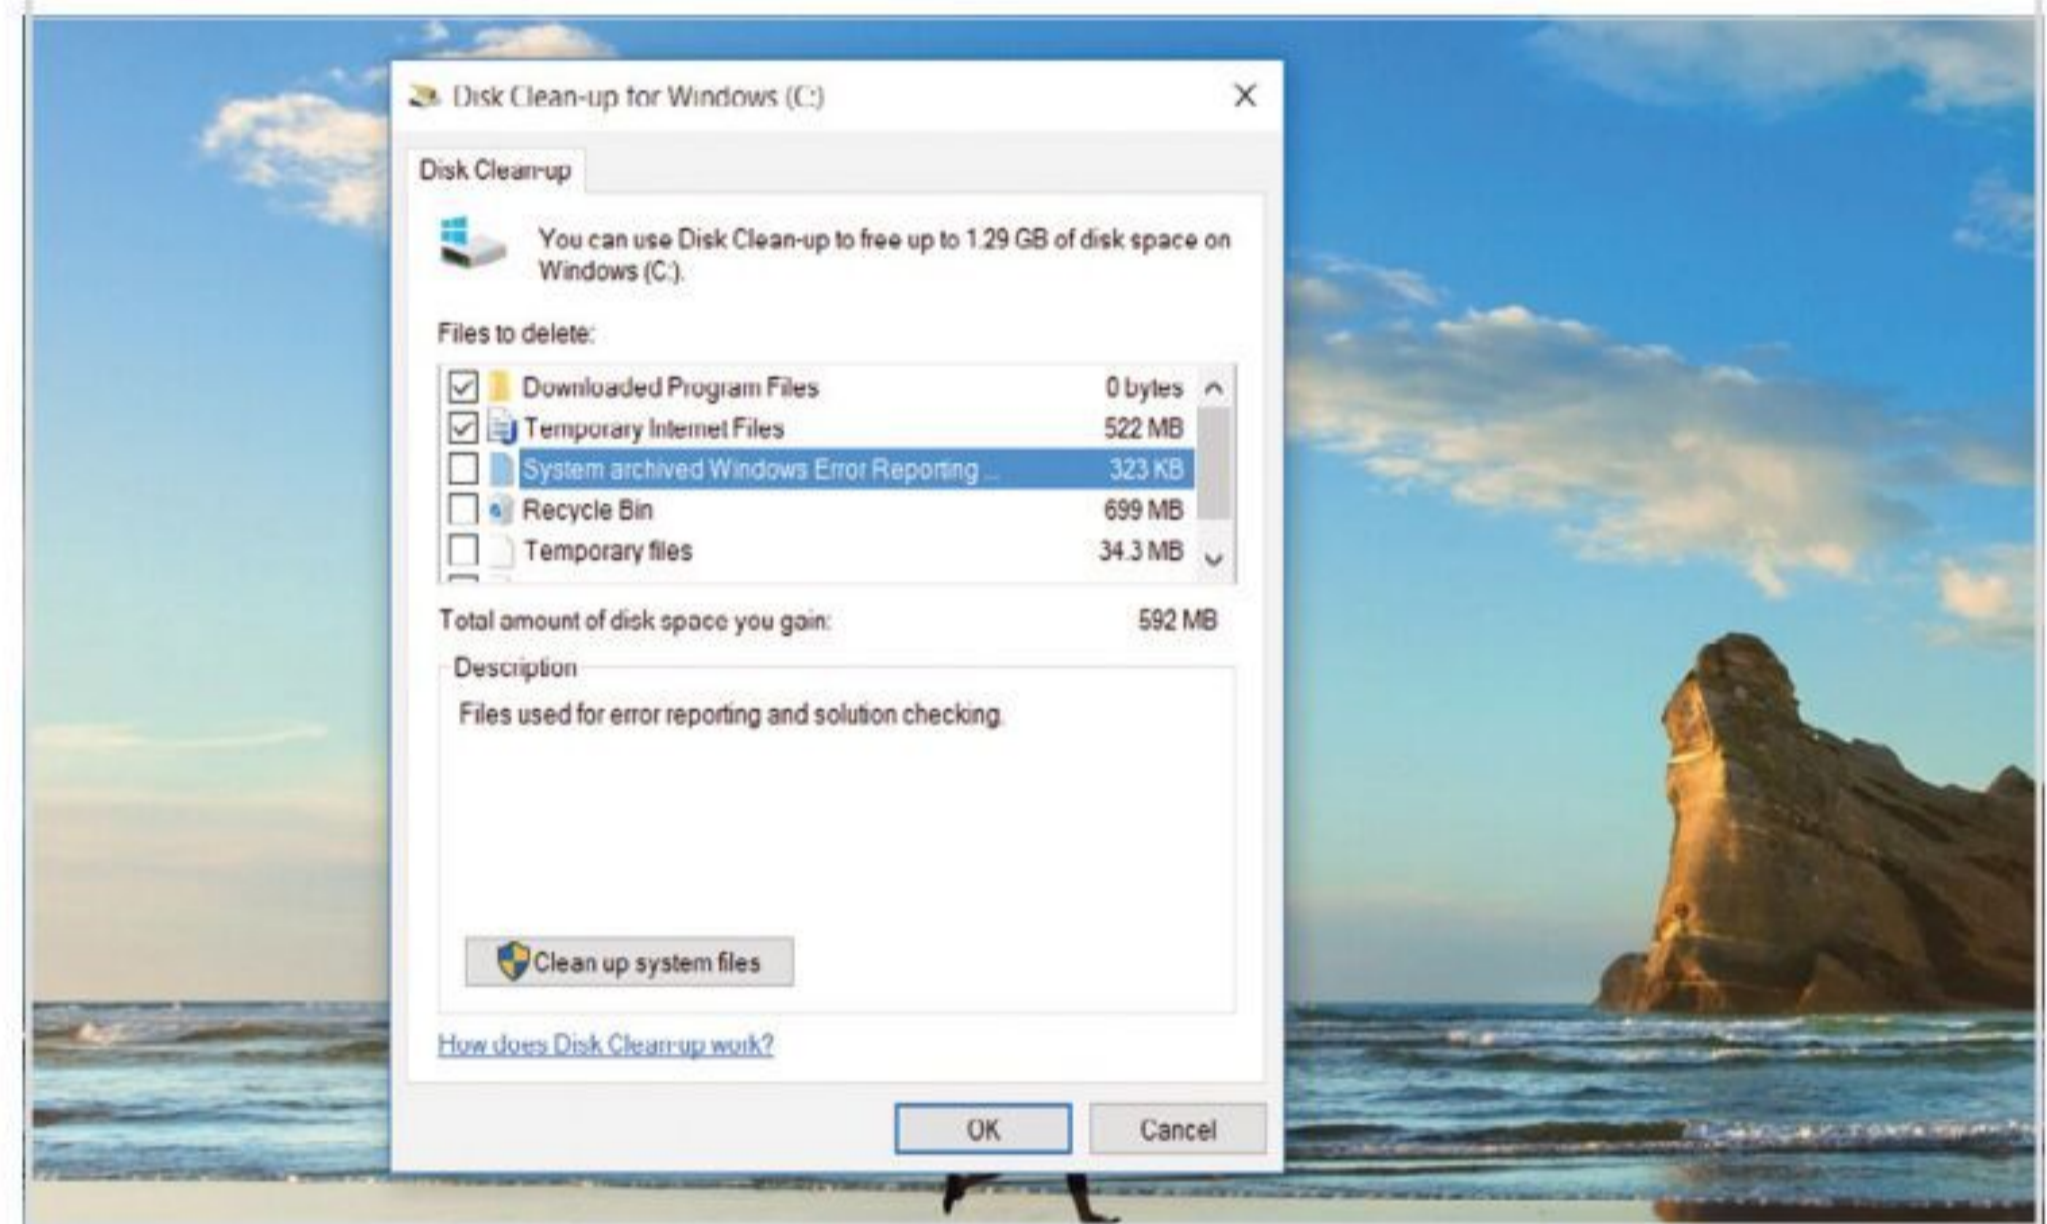 Disk Clean-up for Windows (C:)
Disk Clean-up
You can use Disk Clean-up to free up to 1.29 GB of disk space on
Windows (C:).
Files to delete:
Downloaded Program Files 0 bytes
Temporary Internet Files 522 MB
System archived Windows Error Reporting ... 323 KB
Recycle Bin 699 MB
Temporary files 34.3 MB
Total amount of disk space you gain: 592 MB
Description
Files used for error reporting and solution checking.
Clean up system files
How does Disk Clean-up work?
OK Cancel